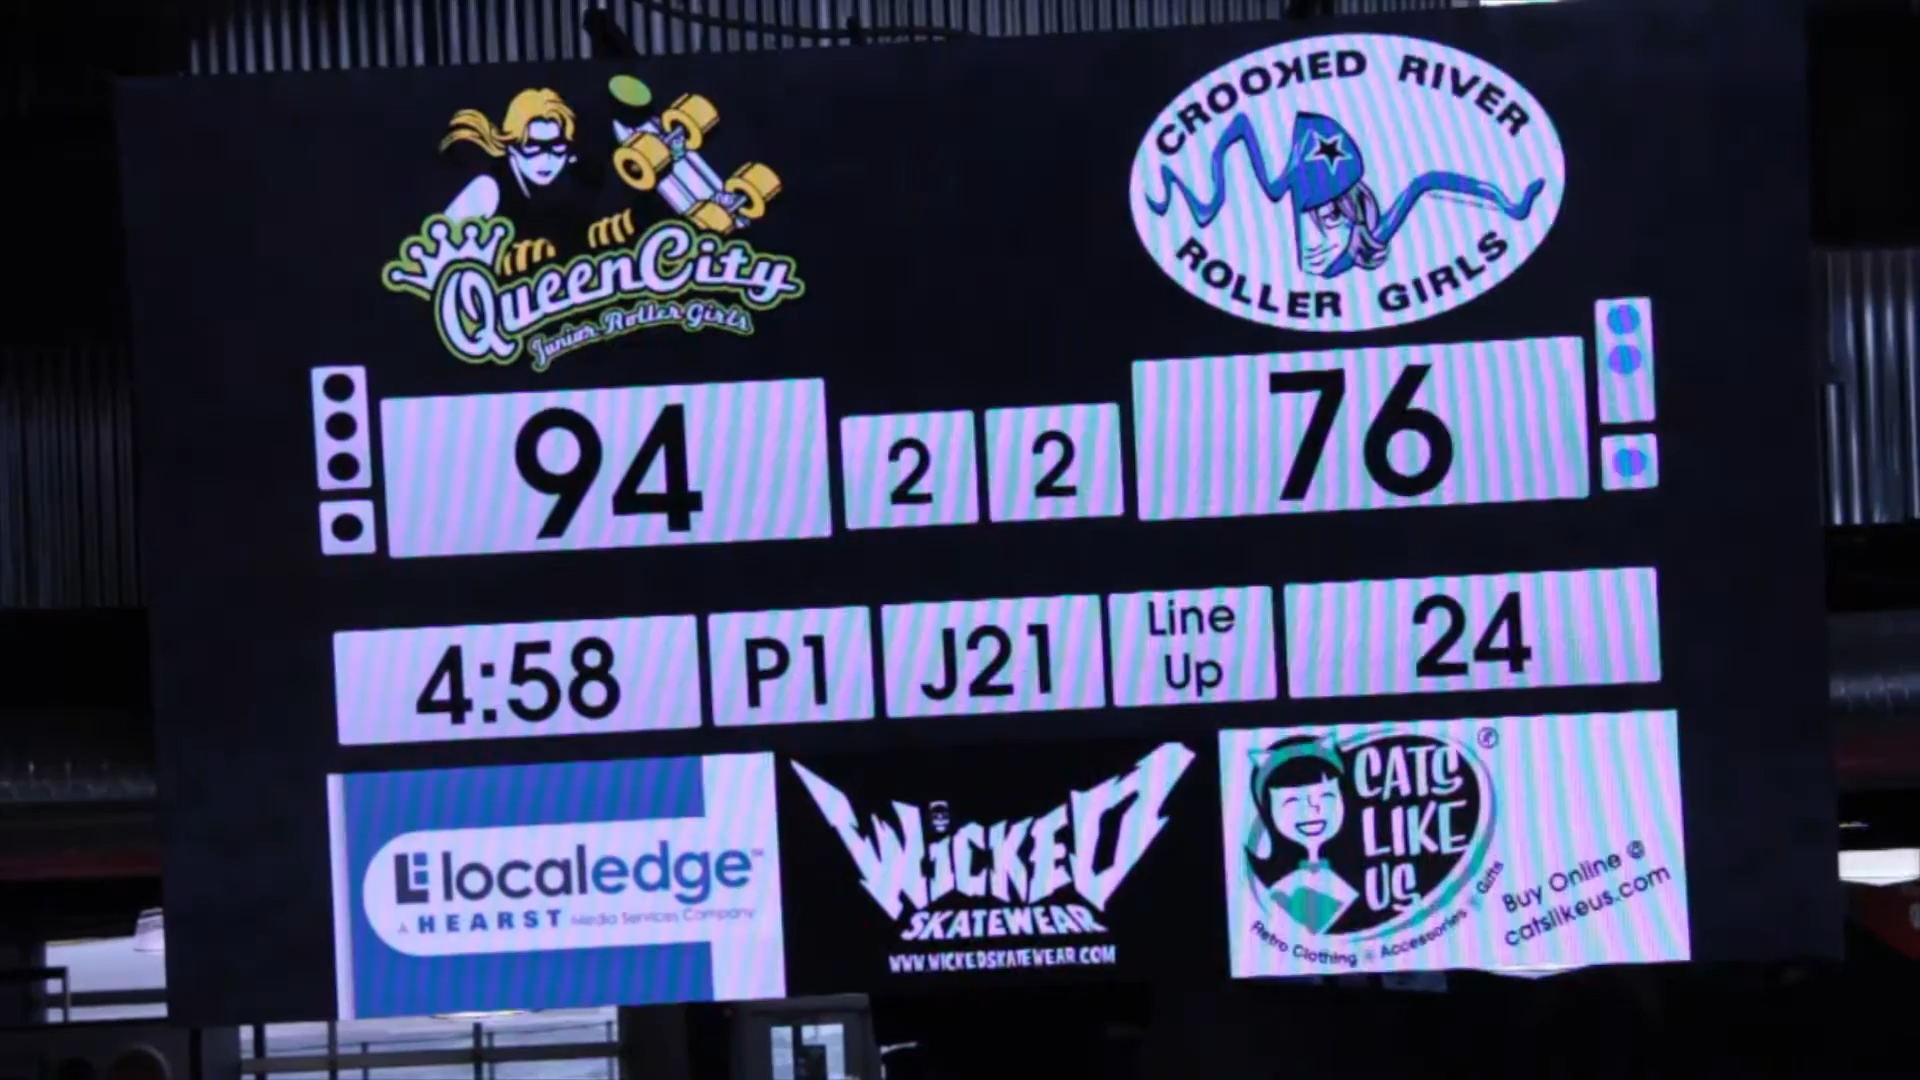 QueenCity
Junior Roller Girls
CROOKED RIVER
ROLLER GIRLS
94
2
2
76
4:58
P1
J21
Line
Up
24
localedge™
A HEARST Media Services Company
WICKED
SKATEWEAR
WWW.WICKEDSKATEWEAR.COM
CATS
LIKE
US
®
Retro Clothing Accessories Gifts
Buy Online @
catslikeus.com